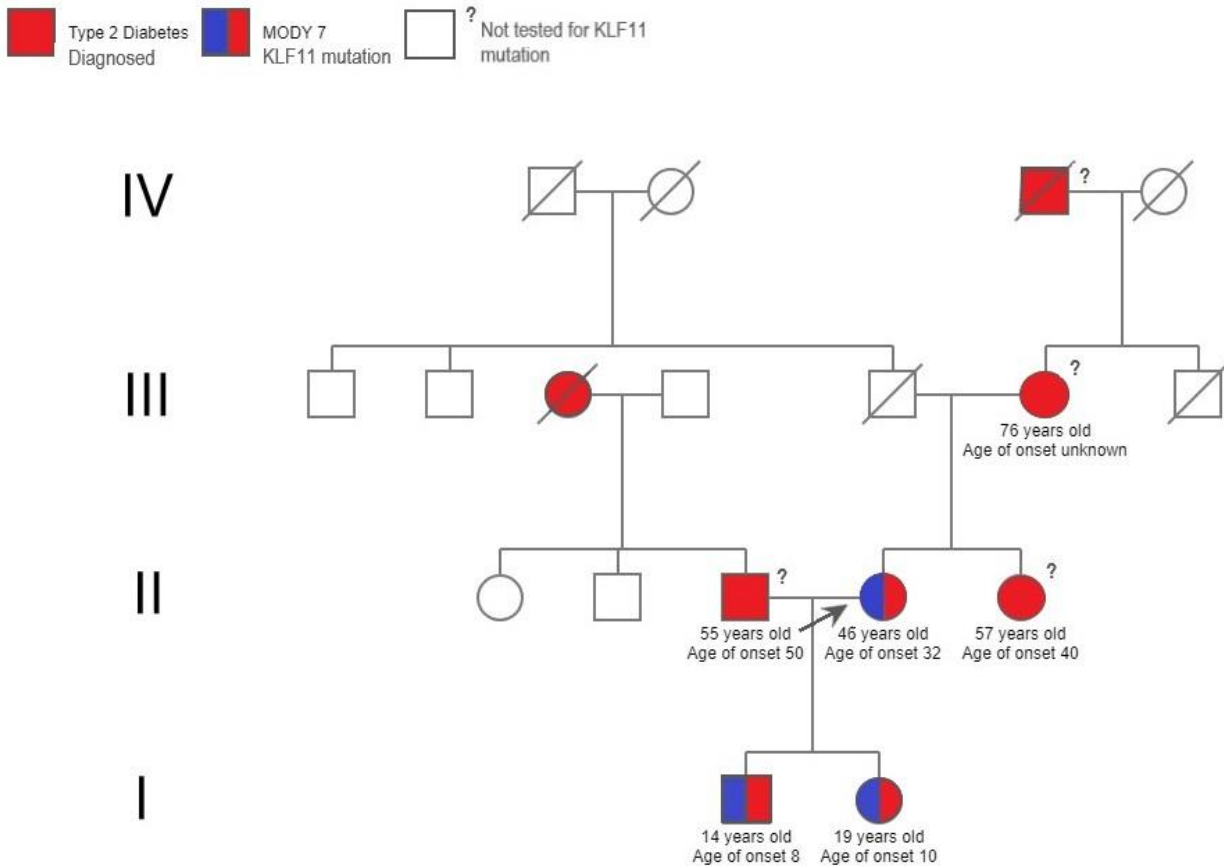 Type 2 Diabetes
Diagnosed
MODY 7
KLF11 mutation
?
Not tested for KLF11
mutation
IV
?
III
?
76 years old
Age of onset unknown
II
?
?
55 years old
Age of onset 50
46 years old
Age of onset 32
57 years old
Age of onset 40
I
14 years old
Age of onset 8
19 years old
Age of onset 10